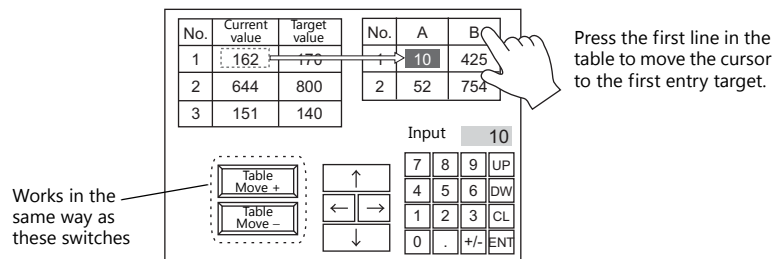 No. Current value Target value
1 162 170
2 644 800
3 151 140
No. A B
1 10 425
2 52 754
Press the first line in the
table to move the cursor
to the first entry target.
Input 10
7 8 9 UP
4 5 6 DW
1 2 3 CL
0 . +/- ENT
Table
Move +
Table
Move –
↑
← →
↓
Works in the
same way as
these switches